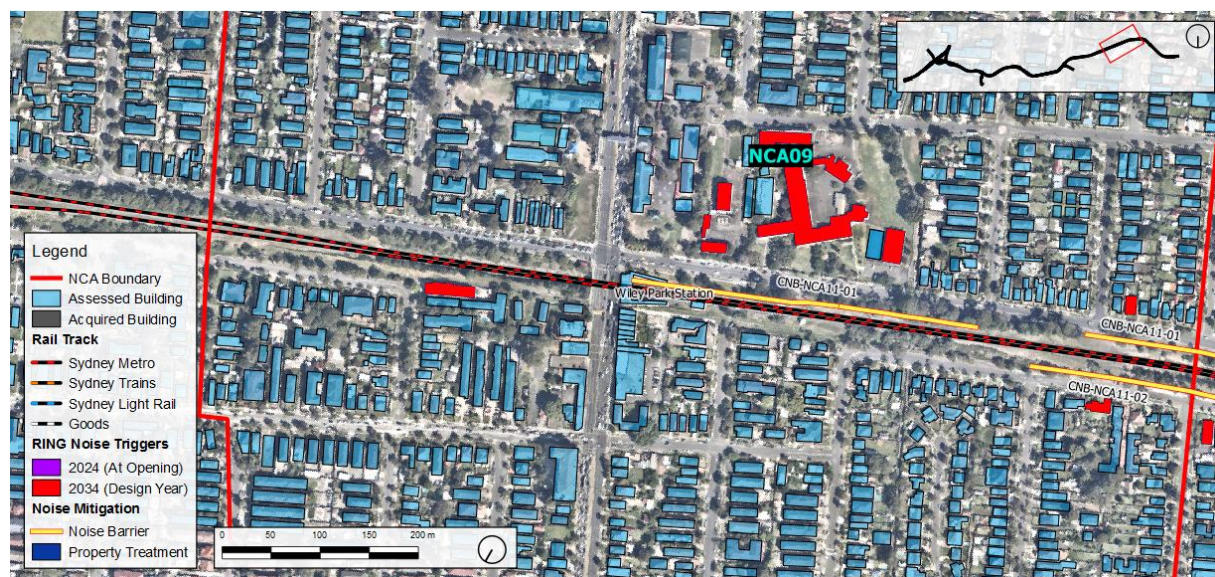 NCA09
CNB-NCA11-01
Wiley Park Station
CNB-NCA11-01
CNB-NCA11-02
Legend
NCA Boundary
Assessed Building
Acquired Building
Rail Track
Sydney Metro
Sydney Trains
Sydney Light Rail
Goods
RING Noise Triggers
2024 (At Opening)
2034 (Design Year)
Noise Mitigation
Noise Barrier
Property Treatment
0 50 100 150 200 m